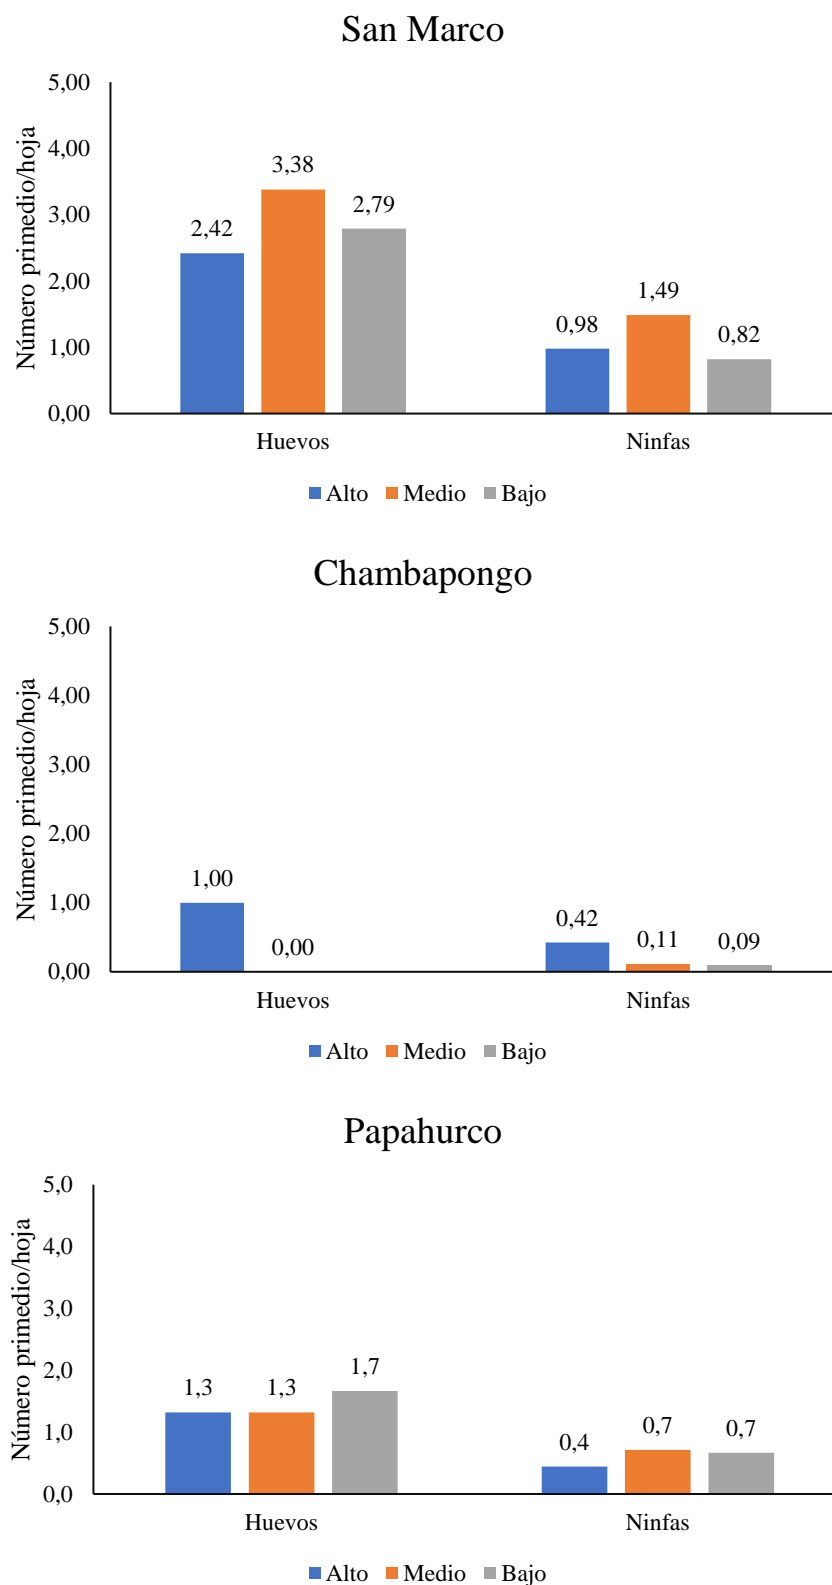 San Marco
Número primedio/hoja
5,00
4,00
3,00
2,00
1,00
0,00
2,42
3,38
2,79
0,98
1,49
0,82
Huevos
Ninfas
Alto Medio Bajo
Chambapongo
Número primedio/hoja
5,00
4,00
3,00
2,00
1,00
0,00
1,00
0,00
0,42
0,11
0,09
Huevos
Ninfas
Alto Medio Bajo
Papahurco
Número primedio/hoja
5,0
4,0
3,0
2,0
1,0
0,0
1,3
1,3
1,7
0,4
0,7
0,7
Huevos
Ninfas
Alto Medio Bajo